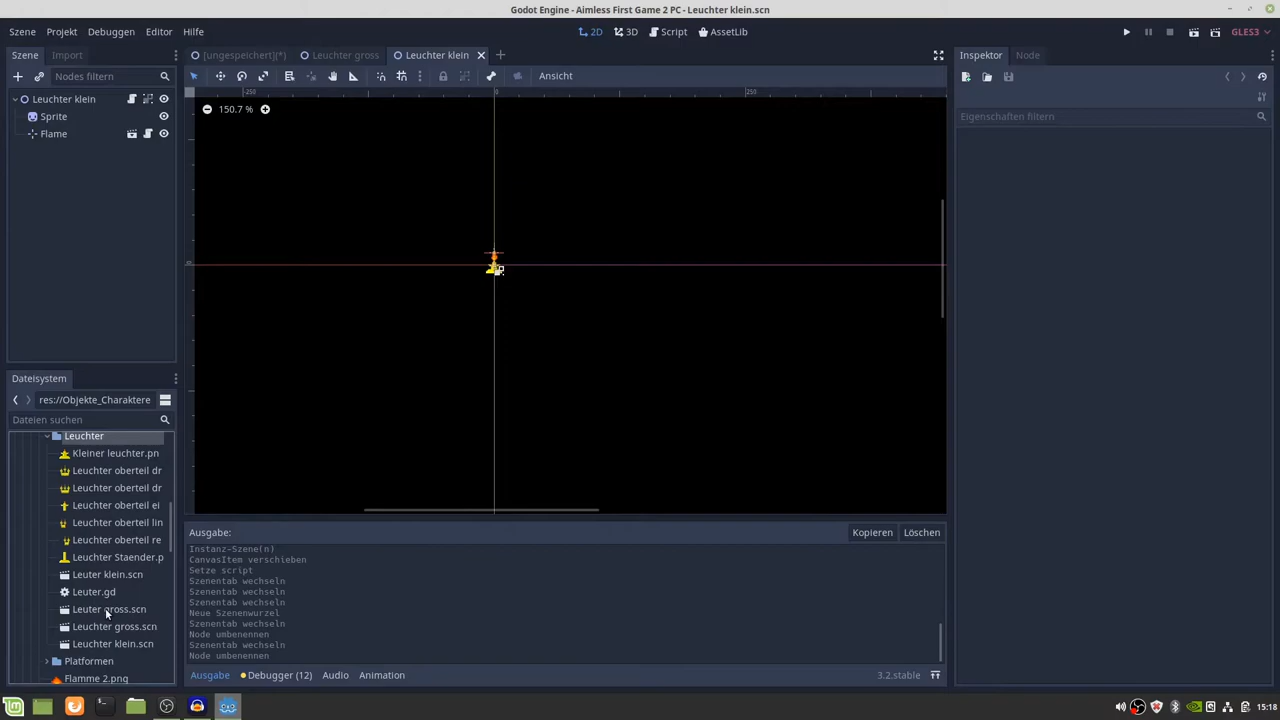 Godot Engine - Aimless First Game 2 PC - Leuchter klein.scn
Szene Projekt Debuggen Editor Hilfe
2D 3D Script AssetLib
GLES3
Szene Import
[ungespeichert](*) Leuchter gross Leuchter klein
Inspektor Node
Nodes filtern
Ansicht
Leuchter klein
Sprite
Flame
-250 0 250
150.7 %
0
Eigenschaften filtern
Dateisystem
res://Objekte_Charaktere
Dateien suchen
Leuchter
Kleiner leuchter.pn
Leuchter oberteil dr
Leuchter oberteil dr
Leuchter oberteil ei
Leuchter oberteil lin
Leuchter oberteil re
Leuchter Staender.p
Leuter klein.scn
Leuter.gd
Leuter gross.scn
Leuchter gross.scn
Leuchter klein.scn
Platformen
Flamme 2.png
Ausgabe:
Kopieren Löschen
Instanz-Szene(n)
CanvasItem verschieben
Setze script
Szenentab wechseln
Szenentab wechseln
Szenentab wechseln
Neue Szenenwurzel
Szenentab wechseln
Node umbenennen
Szenentab wechseln
Node umbenennen
Ausgabe Debugger (12) Audio Animation
3.2.stable
15:18